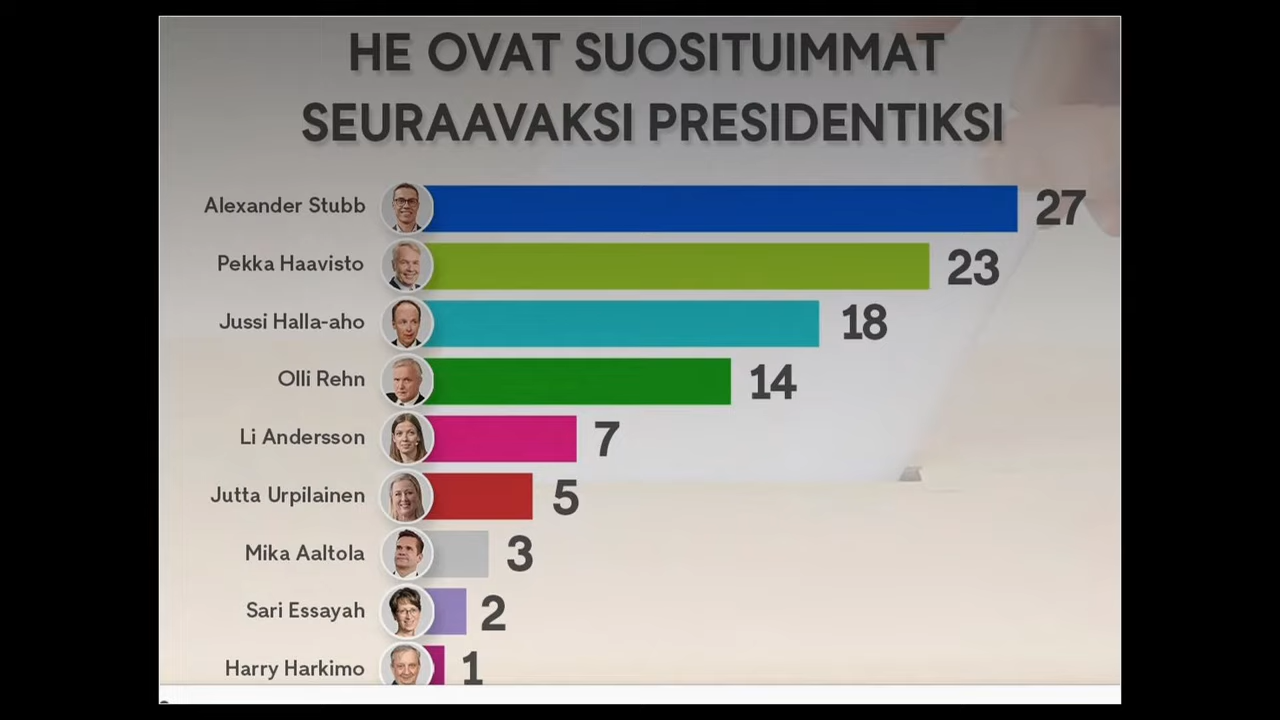 HE OVAT SUOSITUIMMAT
SEURAAVAKSI PRESIDENTIKSI
Alexander Stubb 27
Pekka Haavisto 23
Jussi Halla-aho 18
Olli Rehn 14
Li Andersson 7
Jutta Urpilainen 5
Mika Aaltola 3
Sari Essayah 2
Harry Harkimo 1